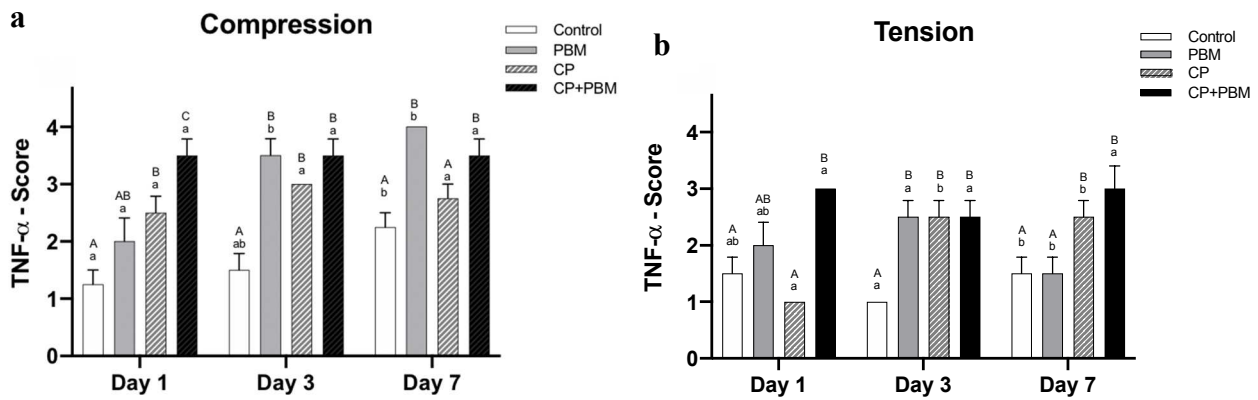 a
Compression
Control
PBM
CP
CP+PBM
TNF-α - Score
4
3
2
1
0
A
a
AB
a
B
a
C
a
A
ab
B
b
B
a
B
a
A
b
B
b
A
a
B
a
Day 1
Day 3
Day 7
b
Tension
Control
PBM
CP
CP+PBM
TNF-α - Score
4
3
2
1
0
A
ab
AB
ab
A
a
B
a
A
a
B
a
B
b
B
a
A
b
A
b
B
b
B
a
Day 1
Day 3
Day 7